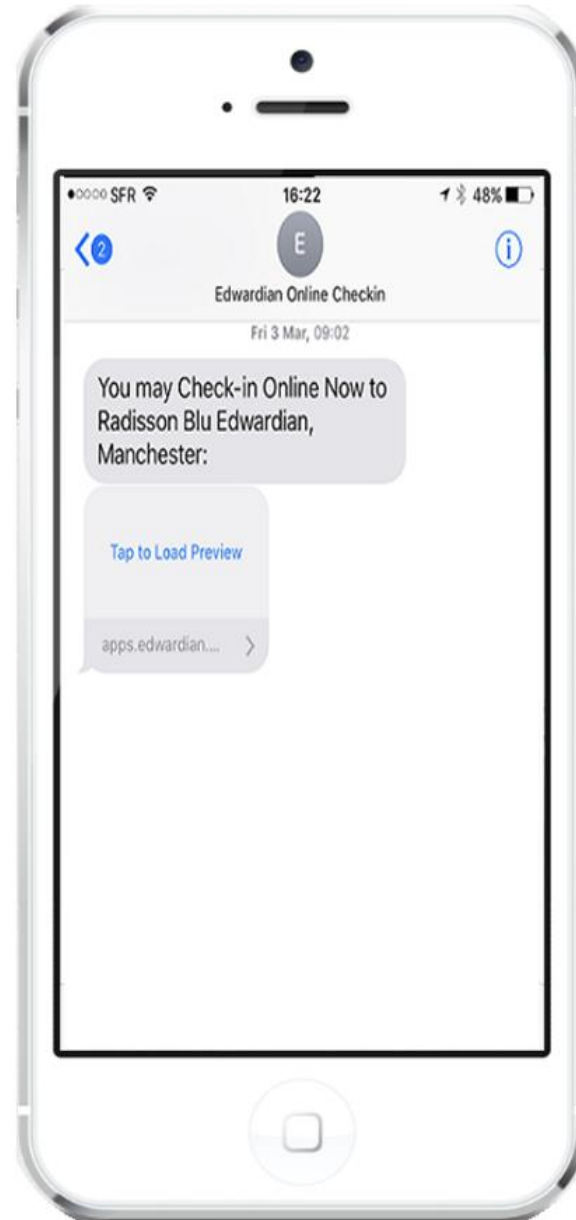 SFR 16:22 48%
2
E
i
Edwardian Online Checkin
Fri 3 Mar, 09:02
You may Check-in Online Now to
Radisson Blu Edwardian,
Manchester:
Tap to Load Preview
apps.edwardian....